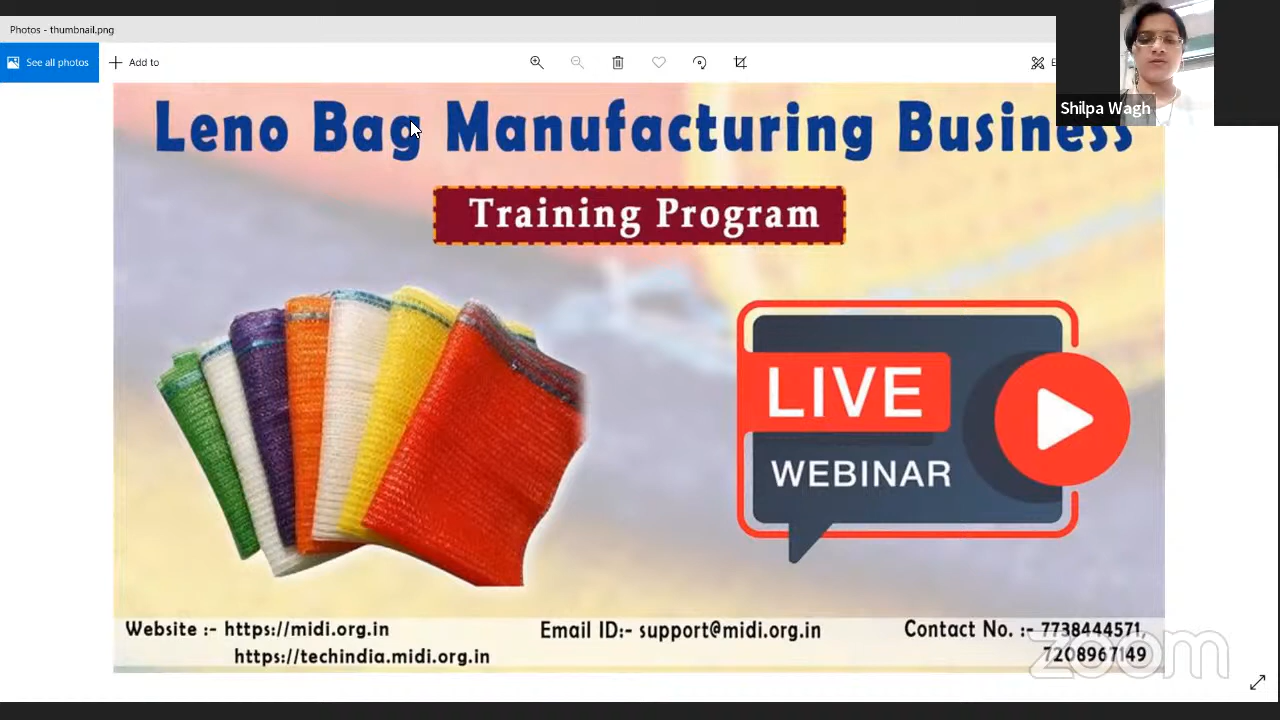 Photos - thumbnail.png
See all photos
Add to
Shilpa Wagh
Leno Bag Manufacturing Business
Training Program
LIVE
WEBINAR
Website :- https://midi.org.in
https://techindia.midi.org.in
Email ID:- support@midi.org.in
Contact No. :- 7738444571,
7208967149
zoom